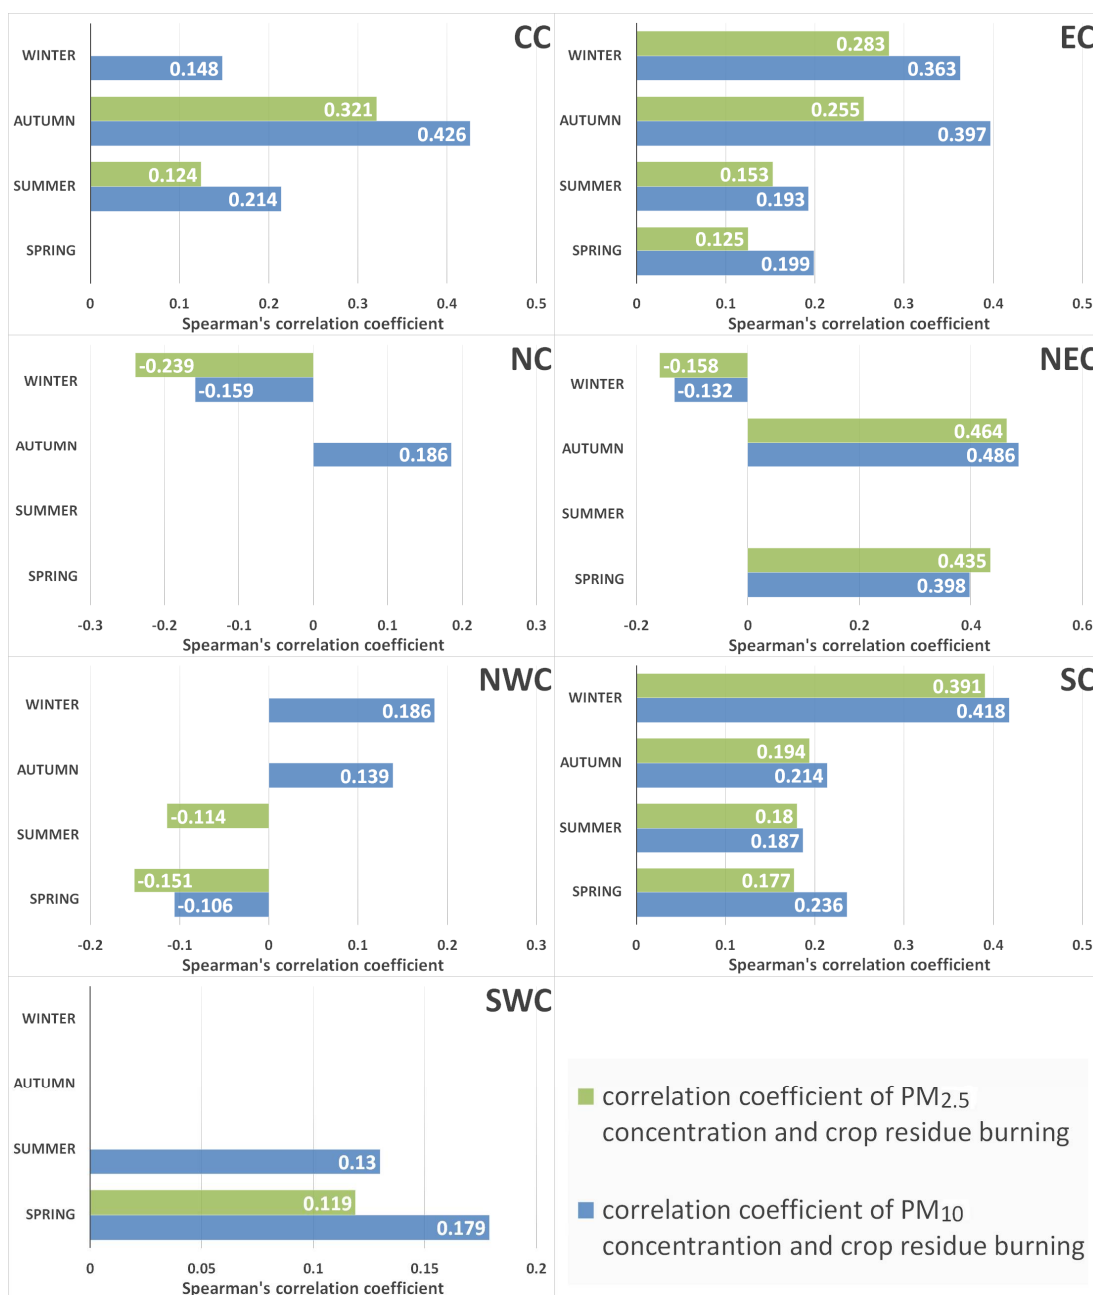 CC
WINTER
0.148
AUTUMN
0.321
0.426
SUMMER
0.124
0.214
SPRING
0 0.1 0.2 0.3 0.4 0.5
Spearman's correlation coefficient
EC
WINTER
0.283
0.363
AUTUMN
0.255
0.397
SUMMER
0.153
0.193
SPRING
0.125
0.199
0 0.1 0.2 0.3 0.4 0.5
Spearman's correlation coefficient
NC
WINTER
-0.239
-0.159
AUTUMN
0.186
SUMMER
SPRING
-0.3 -0.2 -0.1 0 0.1 0.2 0.3
Spearman's correlation coefficient
NEC
WINTER
-0.158
-0.132
AUTUMN
0.464
0.486
SUMMER
SPRING
0.435
0.398
-0.2 0 0.2 0.4 0.6
Spearman's correlation coefficient
NWC
WINTER
0.186
AUTUMN
0.139
SUMMER
-0.114
SPRING
-0.151
-0.106
-0.2 -0.1 0 0.1 0.2 0.3
Spearman's correlation coefficient
SC
WINTER
0.391
0.418
AUTUMN
0.194
0.214
SUMMER
0.18
0.187
SPRING
0.177
0.236
0 0.1 0.2 0.3 0.4 0.5
Spearman's correlation coefficient
SWC
WINTER
AUTUMN
SUMMER
0.13
SPRING
0.119
0.179
0 0.05 0.1 0.15 0.2
Spearman's correlation coefficient
correlation coefficient of PM2.5
concentration and crop residue burning
correlation coefficient of PM10
concentrantion and crop residue burning